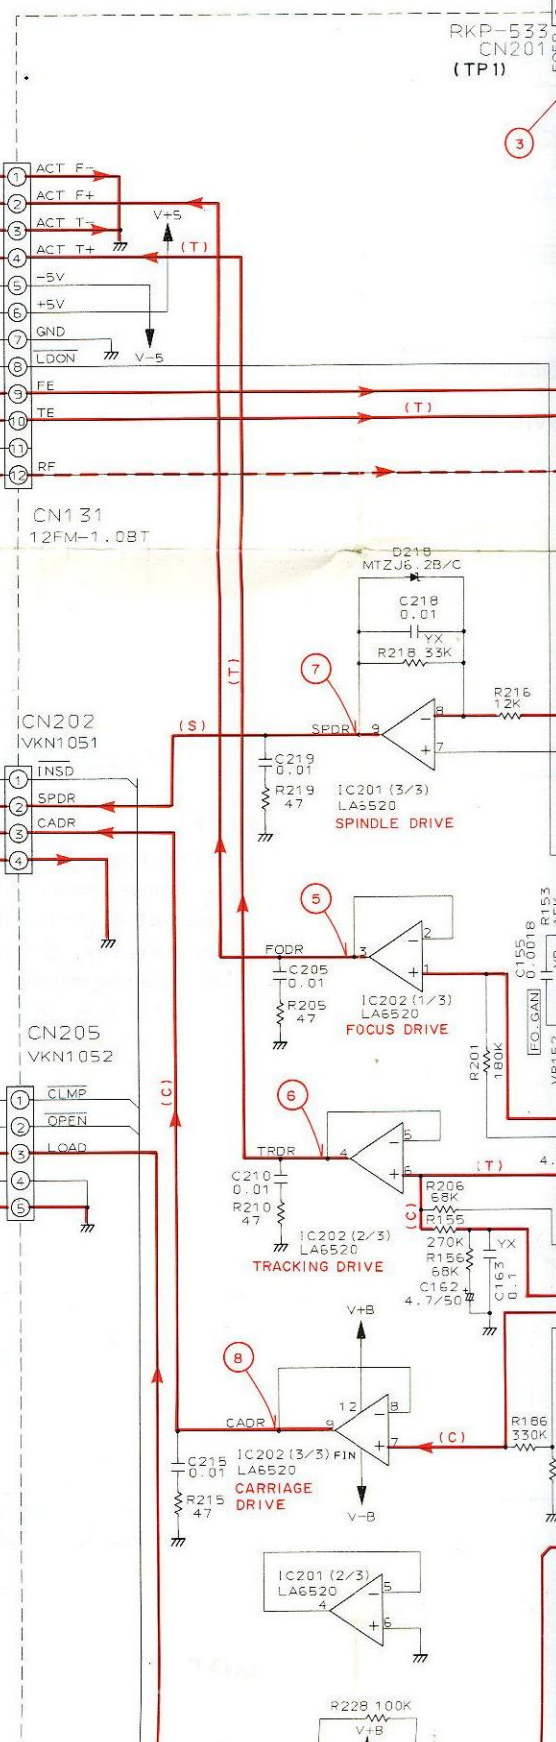 RKP-533
CN201
(TP1)
3
1 ACT F-
2 ACT F+
3 ACT T-
V+5
4 ACT T+
(T)
5 -5V
6 +5V
7 GND
V-5
8 LDON
9 FE
10 TE
(T)
11
12 RF
CN131
12FM-1.0BT
D218
MTZJ6.2B/C
C218
0.01
YX
R218 33K
7
(T)
R216
12K
CN202
VKN1051
(S)
SPDR
9
8
7
1 INSD
2 SPDR
3 CADR
4
C219
0.01
R219
47
IC201 (3/3)
LA6520
SPINDLE DRIVE
5
FODR
3
2
1
C205
0.01
R205
47
IC202 (1/3)
LA6520
FOCUS DRIVE
C155
0.0018
R153
FO.GAN
R201
180K
CN205
VKN1052
(C)
1 CLMP
2 OPEN
3 LOAD
4
5
6
TRDR
4
5
6
(T)
C210
0.01
R210
47
IC202 (2/3)
LA6520
TRACKING DRIVE
(C)
R206
68K
R155
270K
R156
68K
C162
4.7/50
YX
C163
0.1
V+B
8
CADR
9
12
8
7
(C)
R186
330K
C215
0.01
R215
47
IC202 (3/3)
FIN
LA6520
CARRIAGE
DRIVE
V-B
IC201 (2/3)
LA6520
4
5
6
R228 100K
V+B